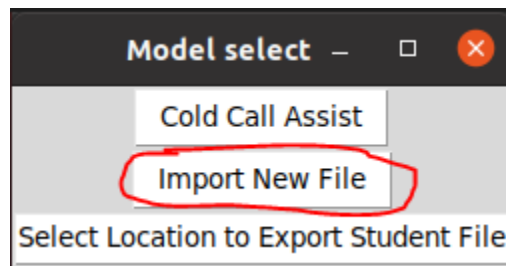 Model select
Cold Call Assist
Import New File
Select Location to Export Student File